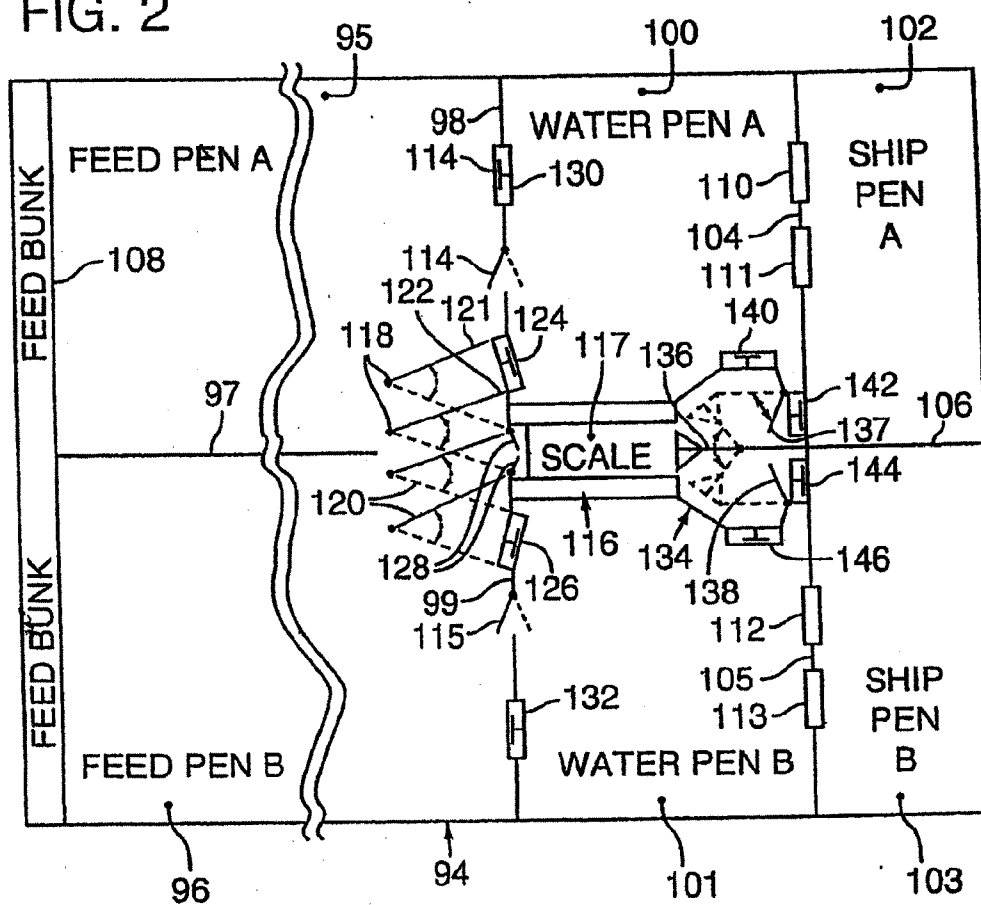 FIG. 2
95
100
102
98
WATER PEN A
FEED PEN A
114
130
SHIP
PEN
A
110
104
111
FEED BUNK
108
114
122
121
124
140
118
117
136
142
97
106
SCALE
137
144
120
128
116
134
146
126
138
99
115
112
105
113
FEED BUNK
132
SHIP
PEN
B
FEED PEN B
WATER PEN B
96
94
101
103